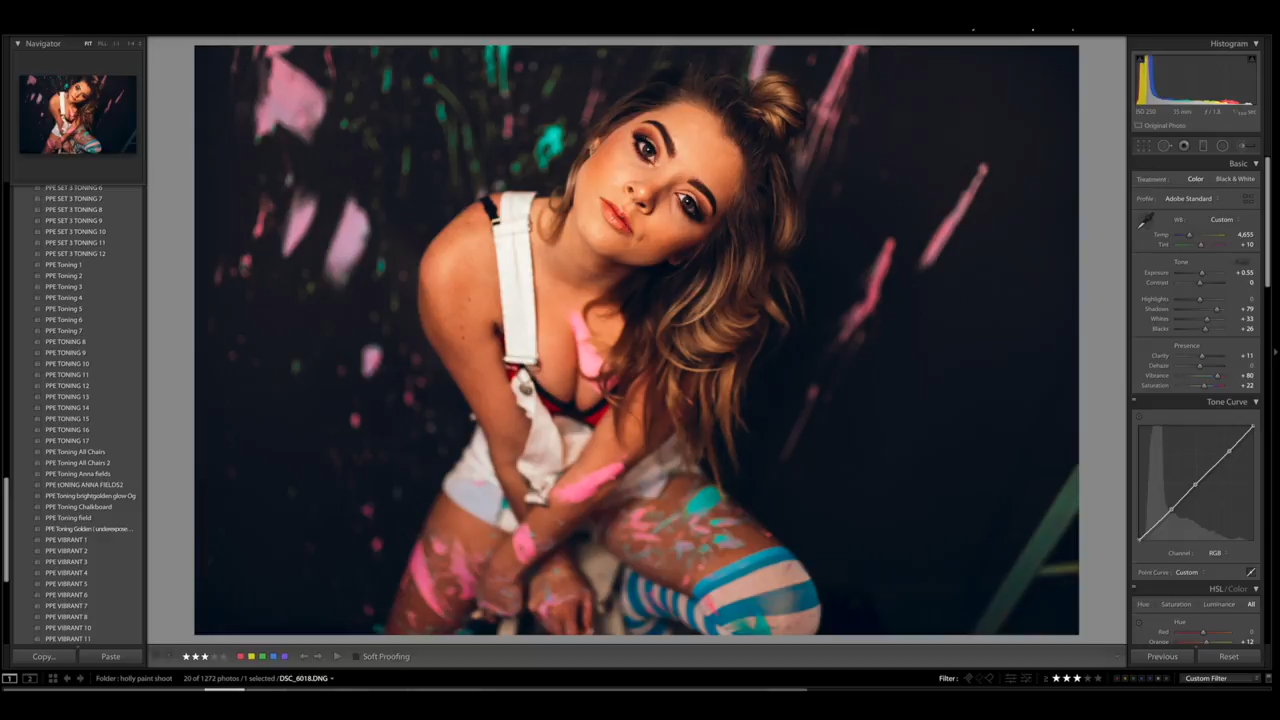 Navigator FIT FILL 1:1
PPE SET 3 TONING 6
PPE SET 3 TONING 7
PPE SET 3 TONING 8
PPE SET 3 TONING 9
PPE SET 3 TONING 10
PPE SET 3 TONING 11
PPE SET 3 TONING 12
PPE Toning 1
PPE Toning 2
PPE Toning 3
PPE Toning 4
PPE Toning 5
PPE Toning 6
PPE Toning 7
PPE TONING 8
PPE TONING 9
PPE TONING 10
PPE TONING 11
PPE TONING 12
PPE TONING 13
PPE TONING 14
PPE TONING 15
PPE TONING 16
PPE TONING 17
PPE Toning All Chairs
PPE Toning All Chairs 2
PPE Toning Anna fields
PPE tONING ANNA FIELDS2
PPE Toning brightgolden glow Og
PPE Toning Chalkboard
PPE Toning field
PPE Toning Golden ( underexpose...
PPE VIBRANT 1
PPE VIBRANT 2
PPE VIBRANT 3
PPE VIBRANT 4
PPE VIBRANT 5
PPE VIBRANT 6
PPE VIBRANT 7
PPE VIBRANT 8
PPE VIBRANT 10
PPE VIBRANT 11
Copy... Paste
Soft Proofing
Histogram
ISO 250 35 mm f / 1.8 sec
Original Photo
Basic
Treatment: Color Black & White
Profile: Adobe Standard
WB: Custom
Temp 4,655
Tint + 10
Tone
Exposure + 0.55
Contrast 0
Highlights 0
Shadows + 79
Whites + 33
Blacks + 26
Presence
Clarity + 11
Dehaze 0
Vibrance + 80
Saturation + 22
Tone Curve
Channel: RGB
Point Curve: Custom
HSL / Color
Hue Saturation Luminance All
Hue
Red 0
Orange + 12
Previous Reset
1 2 Folder : holly paint shoot 20 of 1272 photos / 1 selected / DSC_6018.DNG Filter : Custom Filter